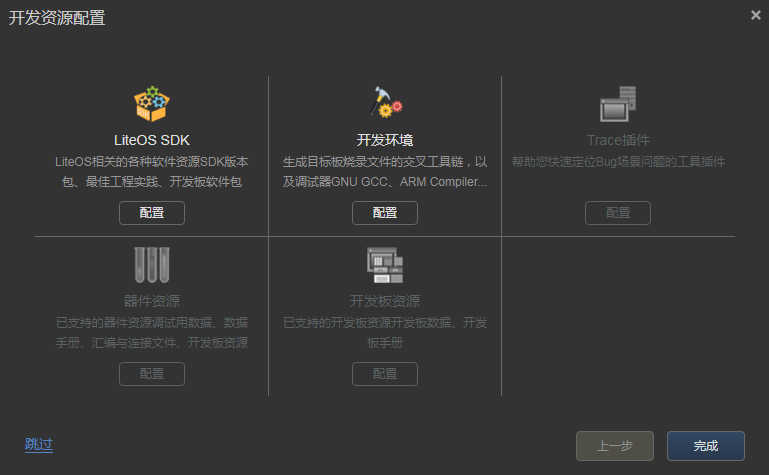 开发资源配置
LiteOS SDK
LiteOS相关的各种软件资源SDK版本
包、最佳工程实践、开发板软件包
配置
开发环境
生成目标板烧录文件的交叉工具链，以
及调试器GNU GCC、ARM Compiler...
配置
Trace插件
帮助您快速定位Bug场景问题的工具插件
配置
器件资源
已支持的器件资源调试用数据、数据
手册、汇编与连接文件、开发板资源
配置
开发板资源
已支持的开发板资源开发板数据、开发
板手册
配置
跳过
上一步
完成